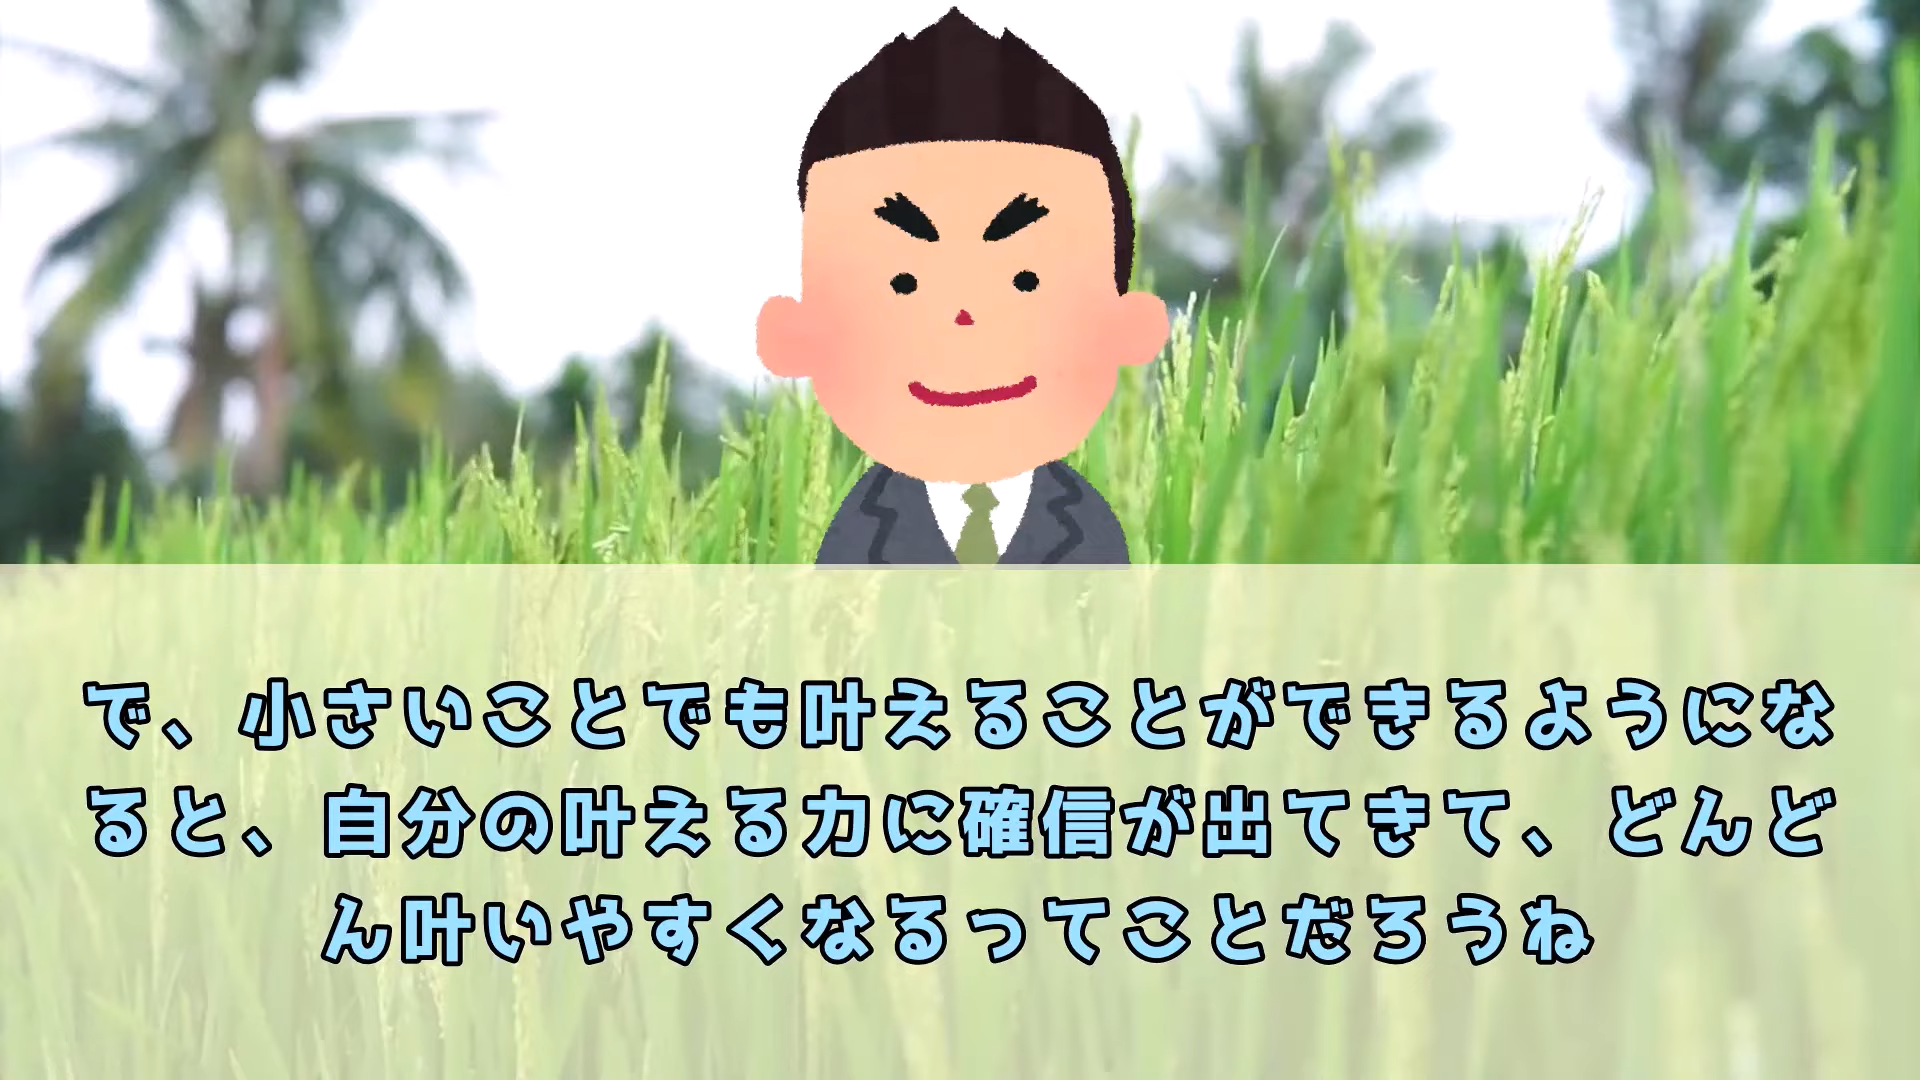 で、小さいことでも叶えることができるようにな
ると、自分の叶える力に確信が出てきて、どんど
ん叶いやすくなるってことだろうね